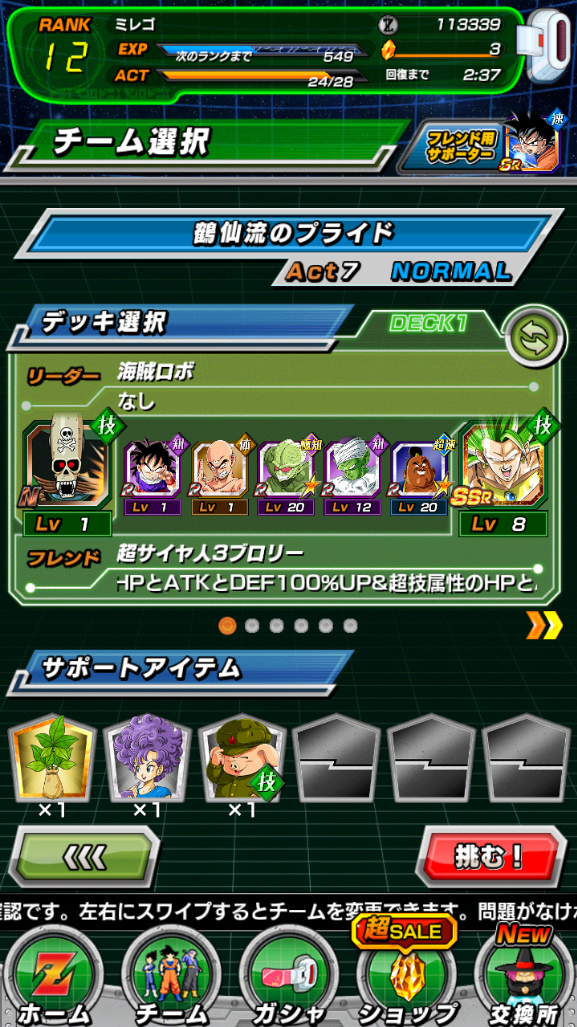 RANK ミレゴ Z 113339
12 EXP 次のランクまで 549 3
ACT 24/28 回復まで 2:37
チーム選択 フレンド用サポーター SR 速
鶴仙流のプライド
Act7 NORMAL
デッキ選択 DECK1
リーダー 海賊ロボ
なし
技 知 体 極知 知 超速 技
N R R R R R SSR
Lv 1 Lv 1 Lv 1 Lv 20 Lv 12 Lv 20 Lv 8
フレンド 超サイヤ人3ブロリー
HPとATKとDEF100%UP&超技属性のHPと
サポートアイテム
技
×1 ×1 ×1
挑む!
確認です。左右にスワイプするとチームを変更できます。問題がなけ
超SALE NEW
ホーム チーム ガシャ ショップ 交換所